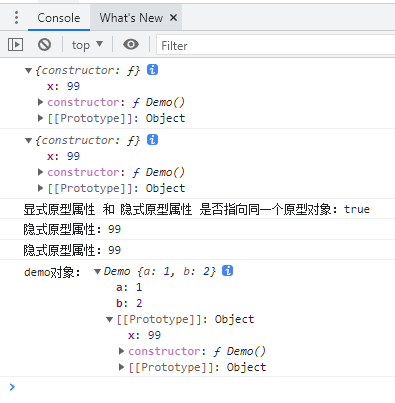 Console What's New ×
top ▼ Filter
▼{constructor: ƒ} i
x: 99
▶constructor: ƒ Demo()
▶[[Prototype]]: Object
▼{constructor: ƒ} i
x: 99
▶constructor: ƒ Demo()
▶[[Prototype]]: Object
显式原型属性 和 隐式原型属性 是否指向同一个原型对象: true
隐式原型属性: 99
隐式原型属性: 99
demo对象: ▼Demo {a: 1, b: 2} i
a: 1
b: 2
▼[[Prototype]]: Object
x: 99
▶constructor: ƒ Demo()
▶[[Prototype]]: Object